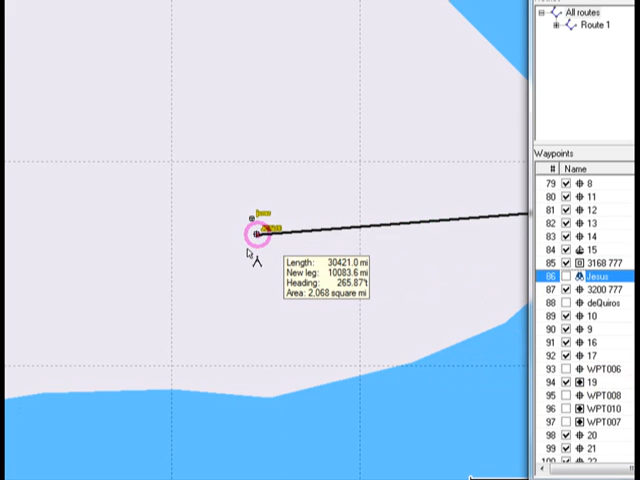 All routes
Route 1
Waypoints
# Name
79 8
80 11
81 12
82 13
83 14
84 15
85 3168 777
86 Jesus
87 3200 777
88 deQuiros
89 10
90 9
91 16
92 17
93 WPT006
94 19
95 WPT008
96 WPT010
97 WPT007
98 20
99 21
100 22
Length: 30421.0 mi
New leg: 10083.6 mi
Heading: 265.87't
Area: 2,068 square mi